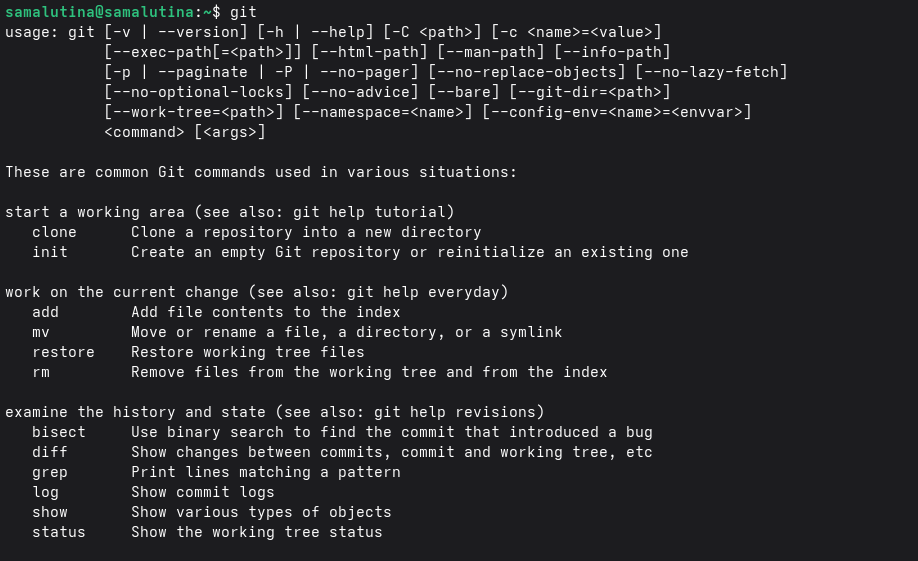 samalutina@samalutina:~$ git
usage: git [-v | --version] [-h | --help] [-C <path>] [-c <name>=<value>]
           [--exec-path[=<path>]] [--html-path] [--man-path] [--info-path]
           [-p | --paginate | -P | --no-pager] [--no-replace-objects] [--no-lazy-fetch]
           [--no-optional-locks] [--no-advice] [--bare] [--git-dir=<path>]
           [--work-tree=<path>] [--namespace=<name>] [--config-env=<name>=<envvar>]
           <command> [<args>]

These are common Git commands used in various situations:

start a working area (see also: git help tutorial)
   clone      Clone a repository into a new directory
   init       Create an empty Git repository or reinitialize an existing one

work on the current change (see also: git help everyday)
   add        Add file contents to the index
   mv         Move or rename a file, a directory, or a symlink
   restore    Restore working tree files
   rm         Remove files from the working tree and from the index

examine the history and state (see also: git help revisions)
   bisect     Use binary search to find the commit that introduced a bug
   diff       Show changes between commits, commit and working tree, etc
   grep       Print lines matching a pattern
   log        Show commit logs
   show       Show various types of objects
   status     Show the working tree status